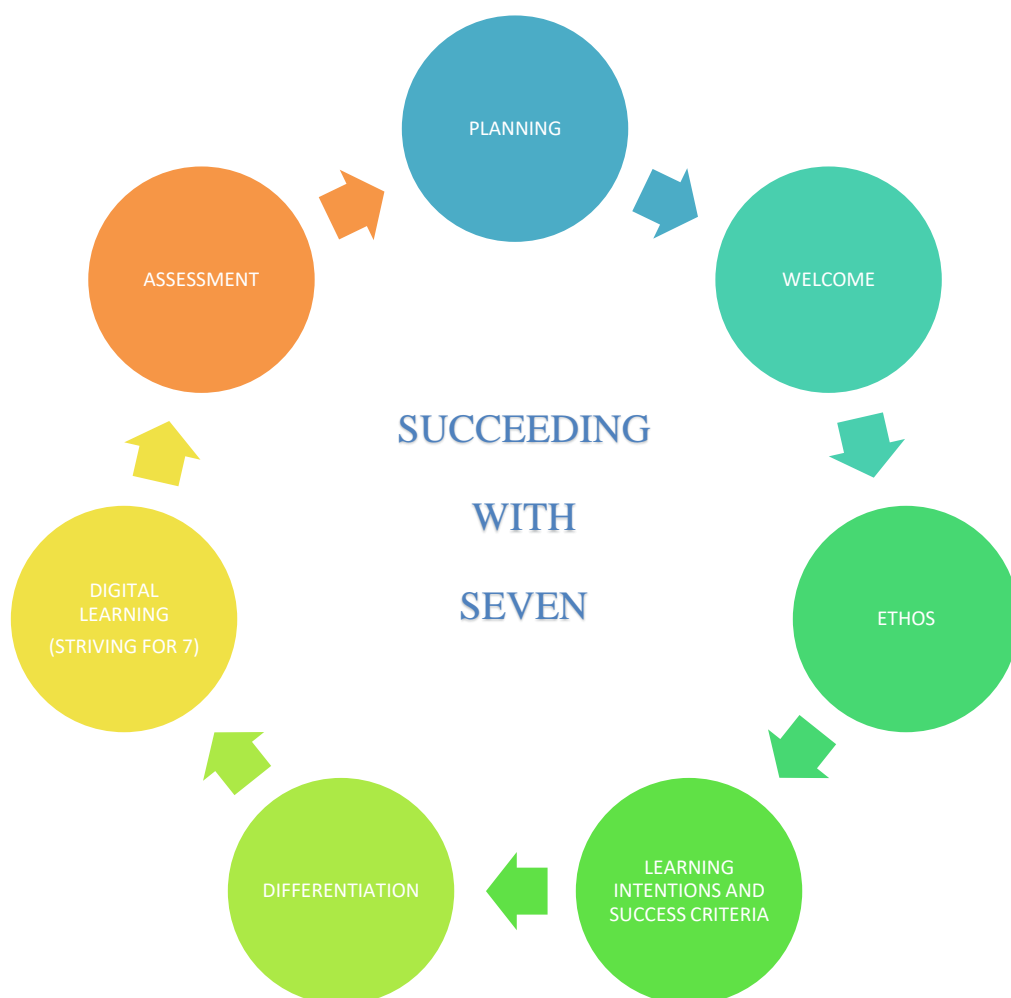 PLANNING
WELCOME
ETHOS
LEARNING
INTENTIONS AND
SUCCESS CRITERIA
DIFFERENTIATION
DIGITAL
LEARNING
(STRIVING FOR 7)
ASSESSMENT
SUCCEEDING
WITH
SEVEN